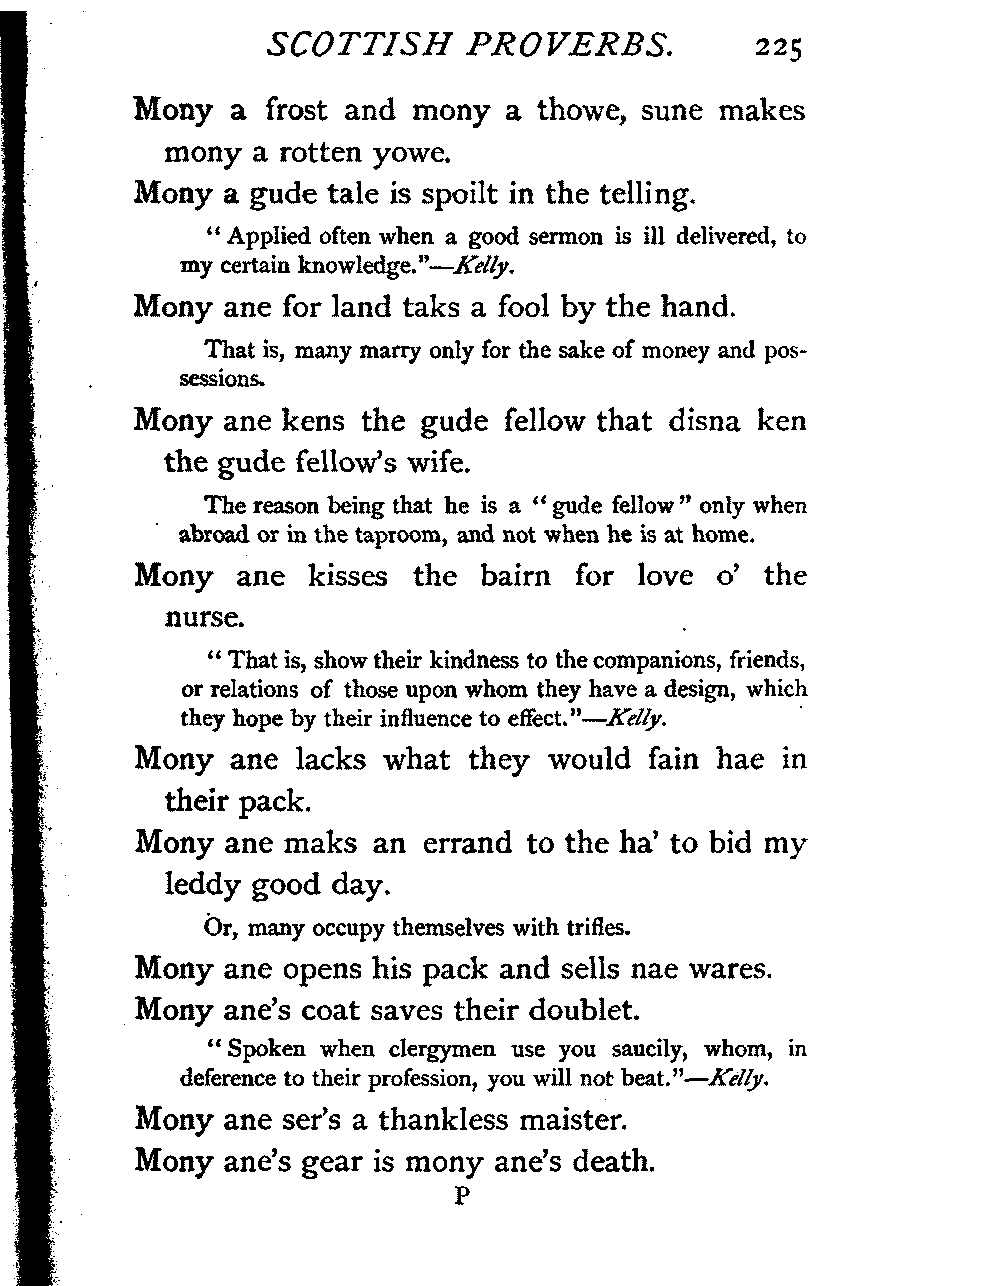 SCOTTISH PROVERBS. 225
Mony a frost and mony a thowe, sune makes
mony a rotten yowe.
Mony a gude tale is spoilt in the telling.
“ Applied often when a good sermon is ill delivered, to
my certain knowledge.”—Kelly.
Mony ane for land taks a fool by the hand.
That is, many marry only for the sake of money and pos-
sessions.
Mony ane kens the gude fellow that disna ken
the gude fellow’s wife.
The reason being that he is a “ gude fellow ” only when
abroad or in the taproom, and not when he is at home.
Mony ane kisses the bairn for love o’ the
nurse.
“ That is, show their kindness to the companions, friends,
or relations of those upon whom they have a design, which
they hope by their influence to effect.”—Kelly.
Mony ane lacks what they would fain hae in
their pack.
Mony ane maks an errand to the ha’ to bid my
leddy good day.
Or, many occupy themselves with trifles.
Mony ane opens his pack and sells nae wares.
Mony ane’s coat saves their doublet.
“ Spoken when clergymen use you saucily, whom, in
deference to their profession, you will not beat.”—Kelly.
Mony ane ser’s a thankless maister.
Mony ane’s gear is mony ane’s death.
P